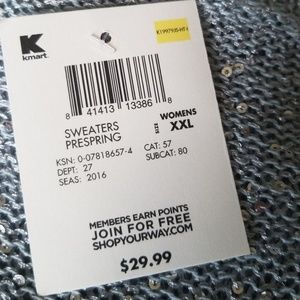 K
kmart
8 41413 13386 8
SWEATERS
PRESPRING
SIZE
WOMENS
XXL
KSN: 0-07818657-4
DEPT: 27
SEAS: 2016
CAT: 57
SUBCAT: 80
MEMBERS EARN POINTS
JOIN FOR FREE
SHOPYOURWAY.COM
$29.99